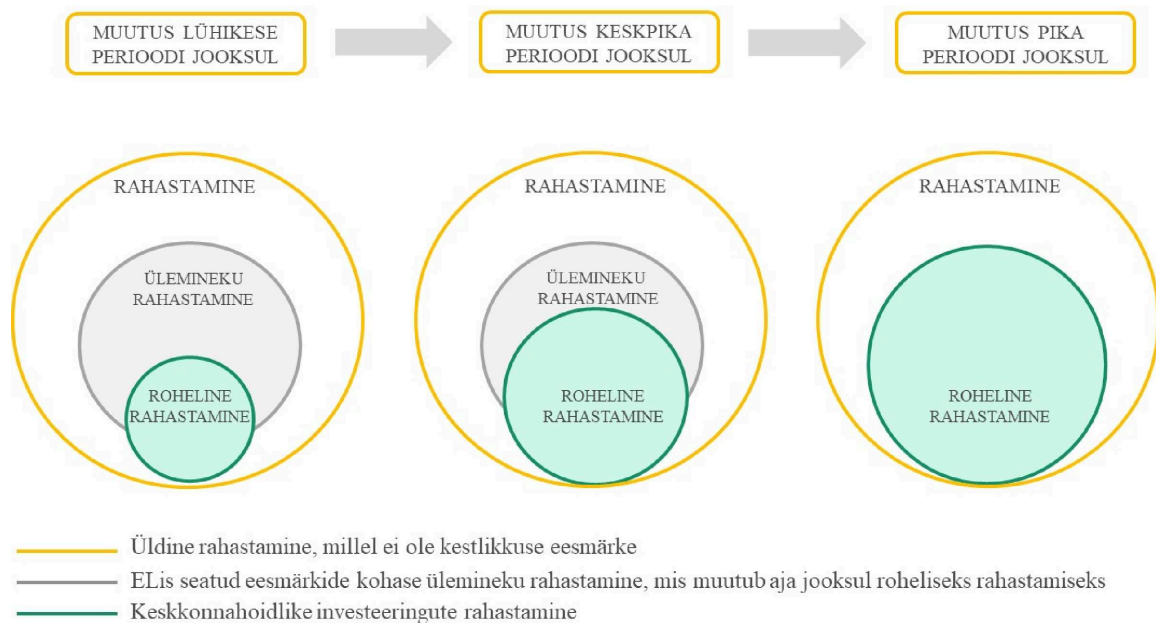 MUUTUS LÜHIKESE
PERIOODI JOOKSUL
MUUTUS KESKPIKA
PERIOODI JOOKSUL
MUUTUS PIKA
PERIOODI JOOKSUL
RAHASTAMINE
ÜLEMINEKU
RAHASTAMINE
ROHELINE
RAHASTAMINE
RAHASTAMINE
ÜLEMINEKU
RAHASTAMINE
ROHELINE
RAHASTAMINE
RAHASTAMINE
ROHELINE
RAHASTAMINE
Üldine rahastamine, millel ei ole kestlikkuse eesmärke
ELis seatud eesmärkide kohase ülemineku rahastamine, mis muutub aja jooksul roheliseks rahastamiseks
Keskkonnahoidlike investeeringute rahastamine